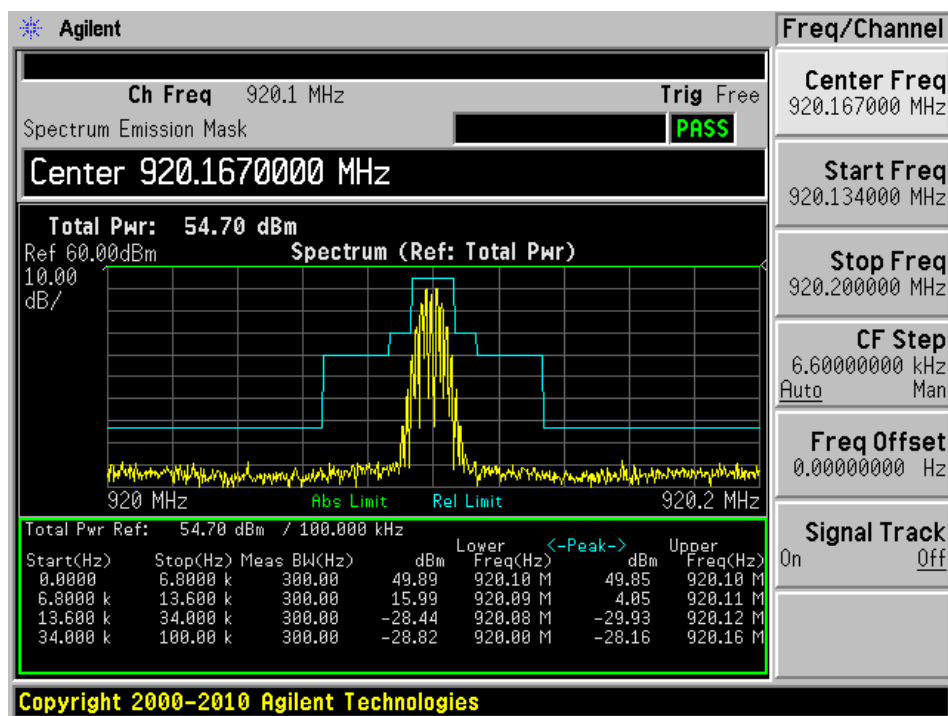 Agilent
Freq/Channel
Ch Freq 920.1 MHz Trig Free
Spectrum Emission Mask PASS
Center 920.1670000 MHz
Total Pwr: 54.70 dBm
Ref 60.00dBm Spectrum (Ref: Total Pwr)
10.00
dB/
920 MHz Abs Limit Rel Limit 920.2 MHz
Total Pwr Ref: 54.70 dBm / 100.000 kHz
Lower <-Peak-> Upper
Start(Hz) Stop(Hz) Meas BW(Hz) dBm Freq(Hz) dBm Freq(Hz)
0.0000 6.8000 k 300.00 49.89 920.10 M 49.85 920.10 M
6.8000 k 13.600 k 300.00 15.99 920.09 M 4.05 920.11 M
13.600 k 34.000 k 300.00 -28.44 920.08 M -29.93 920.12 M
34.000 k 100.00 k 300.00 -28.82 920.00 M -28.16 920.16 M
Center Freq
920.167000 MHz
Start Freq
920.134000 MHz
Stop Freq
920.200000 MHz
CF Step
6.60000000 kHz
Auto Man
Freq Offset
0.00000000 Hz
Signal Track
On Off
Copyright 2000-2010 Agilent Technologies